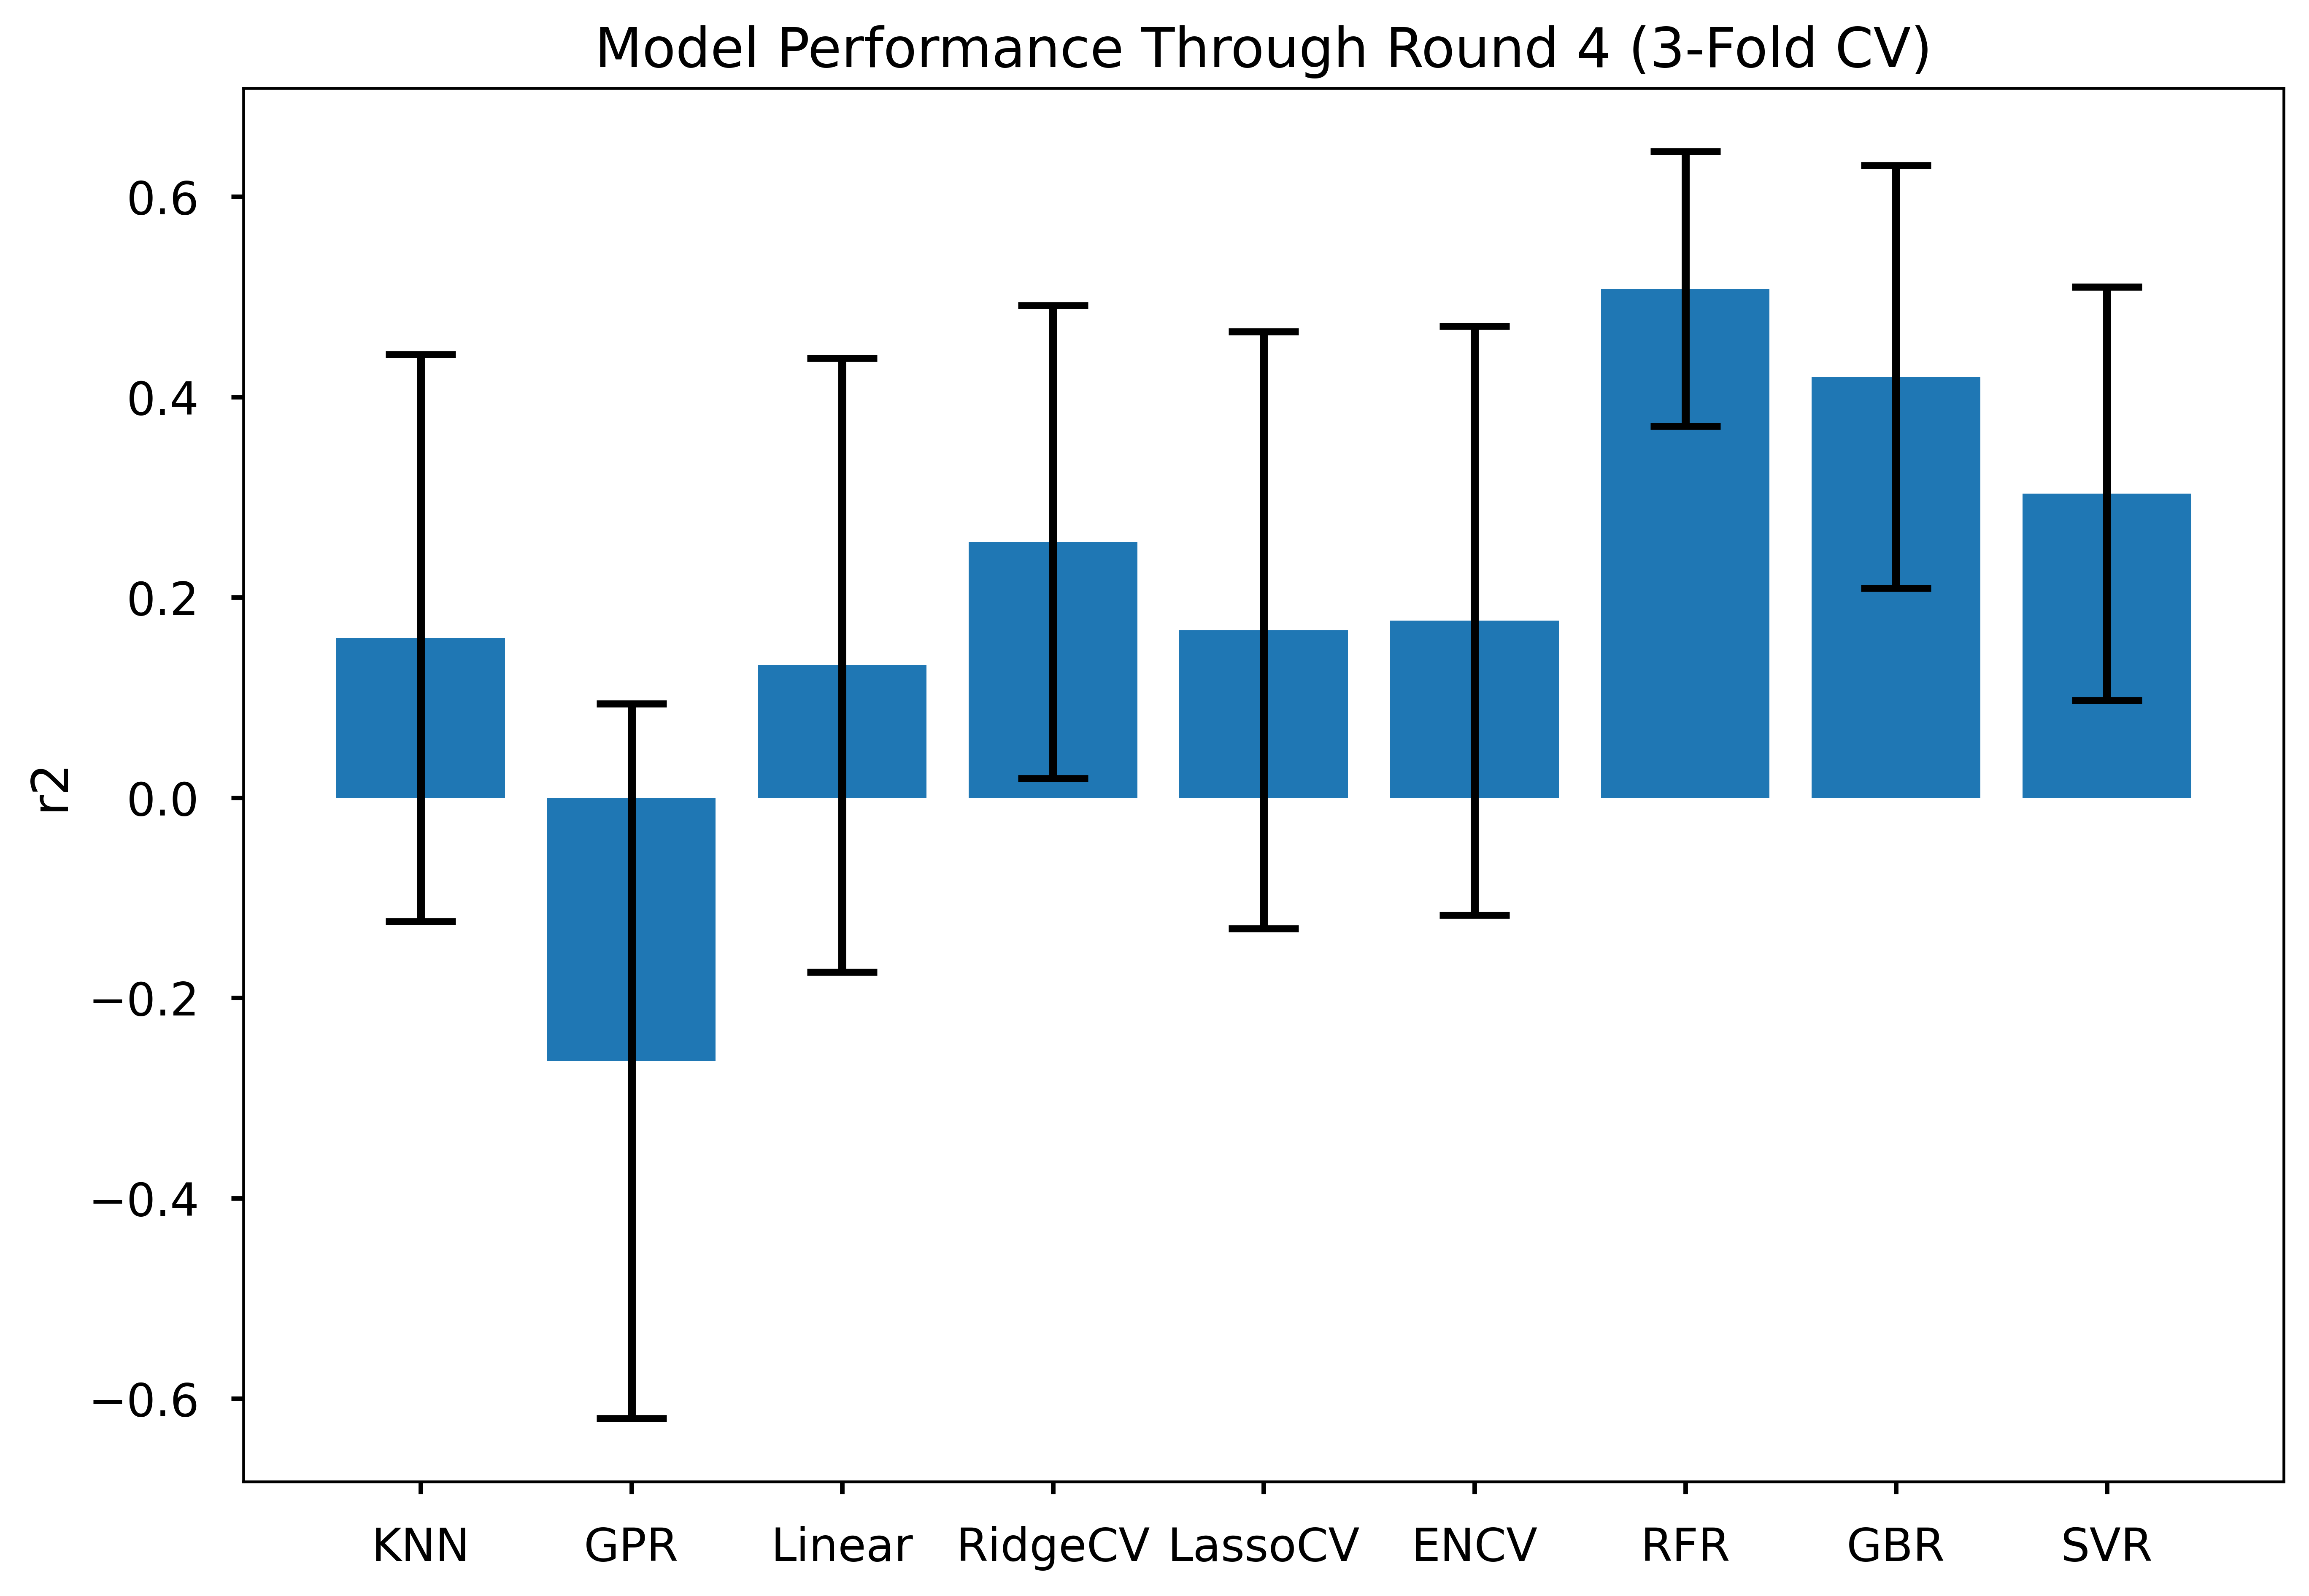 Model Performance Through Round 4 (3-Fold CV)
r2
0.6
0.4
0.2
0.0
−0.2
−0.4
−0.6
KNN GPR Linear RidgeCV LassoCV ENCV RFR GBR SVR